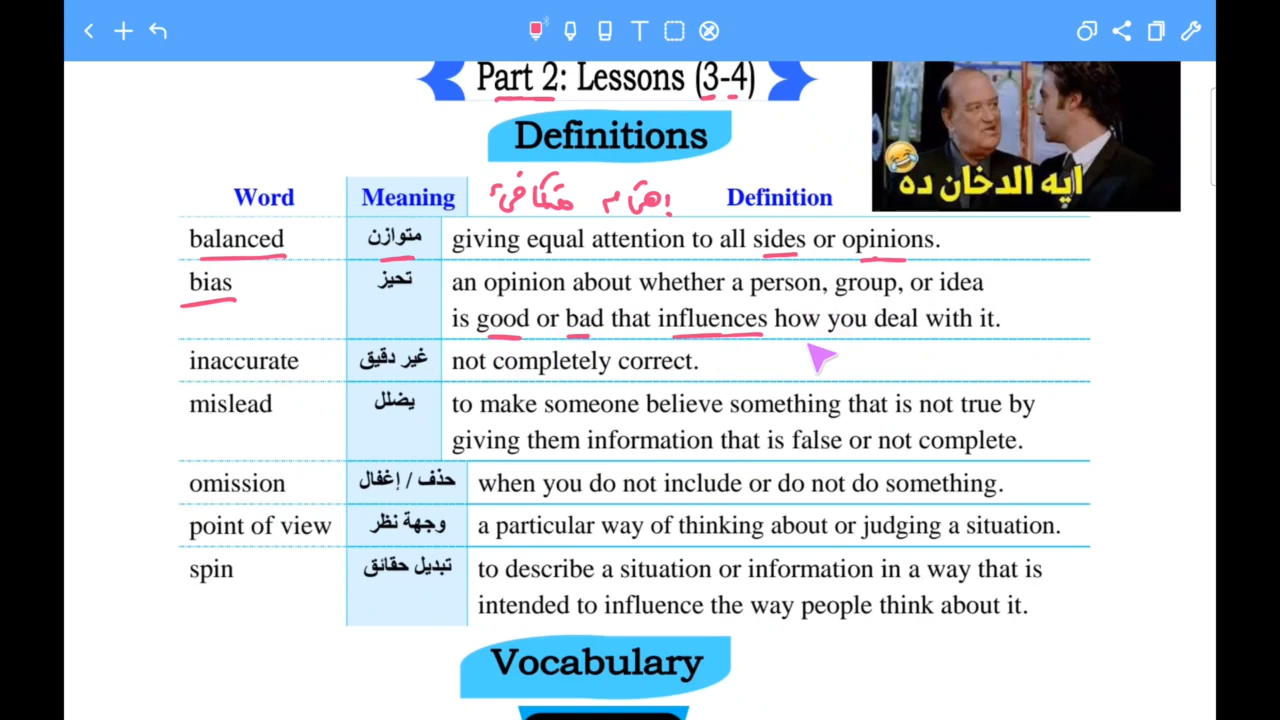 Part 2: Lessons (3-4)
Definitions
ايه الدخان ده
Word Meaning Definition
اهتمام متكافئ
balanced متوازن giving equal attention to all sides or opinions.
bias تحيز an opinion about whether a person, group, or idea
is good or bad that influences how you deal with it.
inaccurate غير دقيق not completely correct.
mislead يضلل to make someone believe something that is not true by
giving them information that is false or not complete.
omission حذف / إغفال when you do not include or do not do something.
point of view وجهة نظر a particular way of thinking about or judging a situation.
spin تبديل حقائق to describe a situation or information in a way that is
intended to influence the way people think about it.
Vocabulary